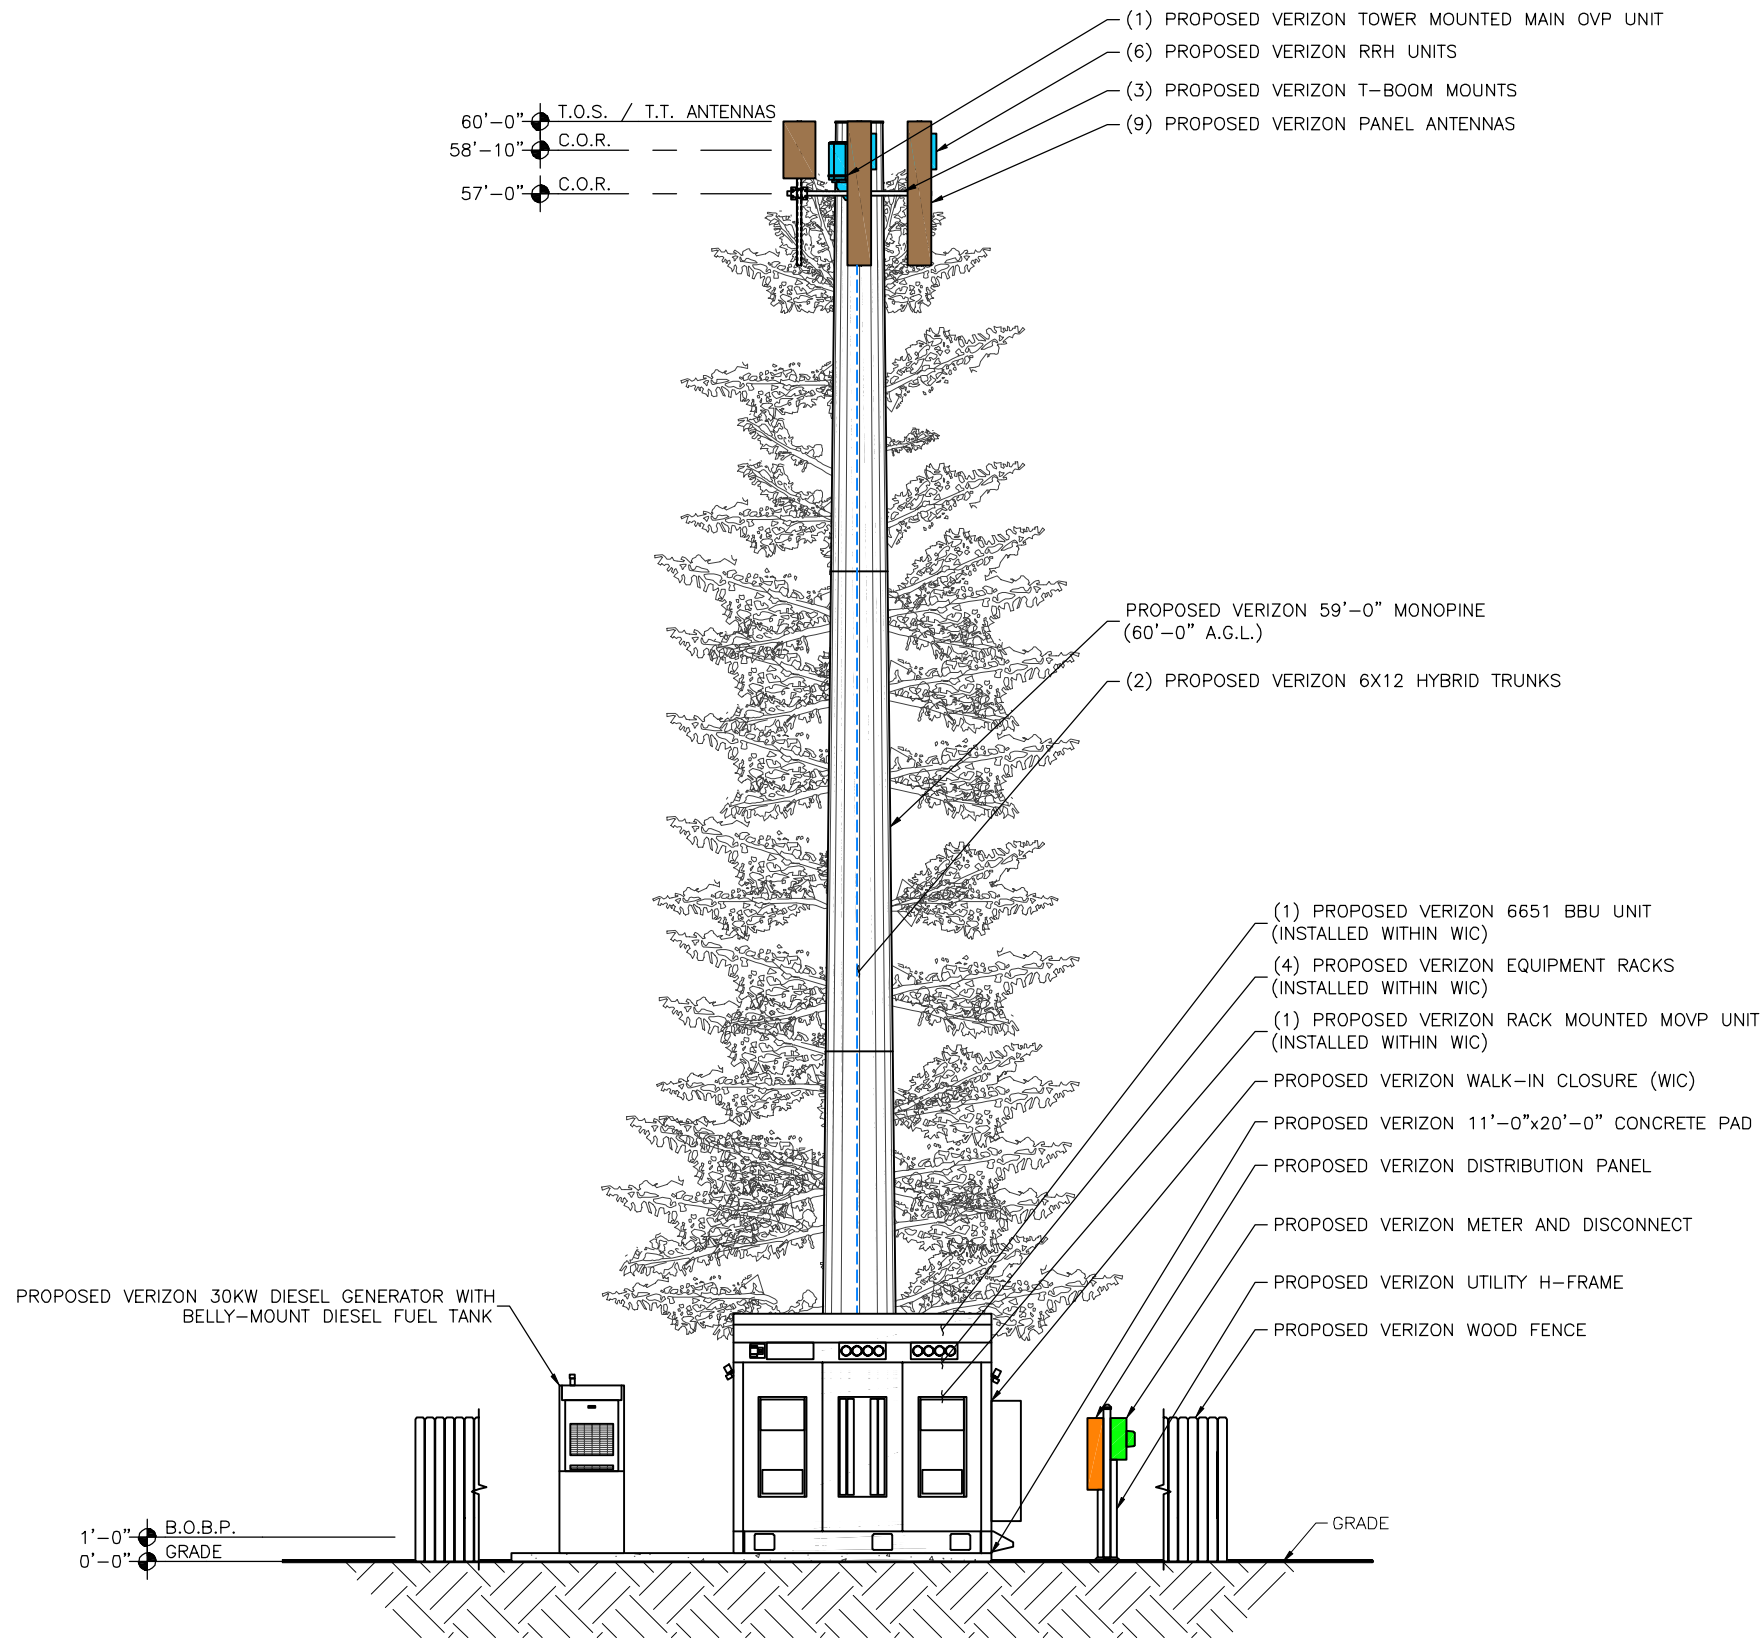 (1) PROPOSED VERIZON TOWER MOUNTED MAIN OVP UNIT
(6) PROPOSED VERIZON RRH UNITS
(3) PROPOSED VERIZON T-BOOM MOUNTS
(9) PROPOSED VERIZON PANEL ANTENNAS
60'-0" T.O.S. / T.T. ANTENNAS
58'-10" C.O.R.
57'-0" C.O.R.
PROPOSED VERIZON 59'-0" MONOPINE
(60'-0" A.G.L.)
(2) PROPOSED VERIZON 6X12 HYBRID TRUNKS
(1) PROPOSED VERIZON 6651 BBU UNIT
(INSTALLED WITHIN WIC)
(4) PROPOSED VERIZON EQUIPMENT RACKS
(INSTALLED WITHIN WIC)
(1) PROPOSED VERIZON RACK MOUNTED MOVP UNIT
(INSTALLED WITHIN WIC)
PROPOSED VERIZON WALK-IN CLOSURE (WIC)
PROPOSED VERIZON 11'-0"x20'-0" CONCRETE PAD
PROPOSED VERIZON DISTRIBUTION PANEL
PROPOSED VERIZON METER AND DISCONNECT
PROPOSED VERIZON UTILITY H-FRAME
PROPOSED VERIZON WOOD FENCE
PROPOSED VERIZON 30KW DIESEL GENERATOR WITH
BELLY-MOUNT DIESEL FUEL TANK
GRADE
1'-0" B.O.B.P.
0'-0" GRADE